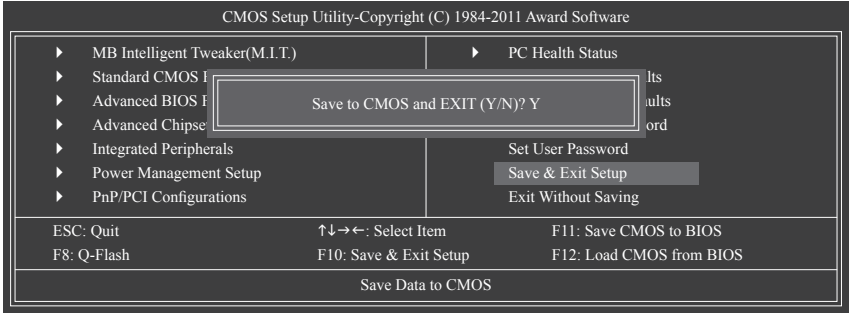 CMOS Setup Utility-Copyright (C) 1984-2011 Award Software
MB Intelligent Tweaker(M.I.T.)
Standard CMOS
Advanced BIOS
Advanced Chipset
Integrated Peripherals
Power Management Setup
PnP/PCI Configurations
PC Health Status
Set User Password
Save & Exit Setup
Exit Without Saving
Save to CMOS and EXIT (Y/N)? Y
ESC: Quit ↑↓→←: Select Item F11: Save CMOS to BIOS
F8: Q-Flash F10: Save & Exit Setup F12: Load CMOS from BIOS
Save Data to CMOS